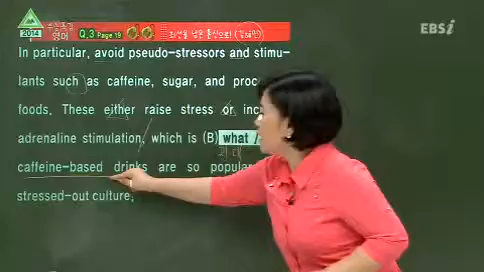 2014
영어
Q.3 Page 19
EBSi
In particular, avoid pseudo-stressors and stimu-
lants such as caffeine, sugar, and proc
foods. These either raise stress or inc
adrenaline stimulation, which is (B) what /
caffeine-based drinks are so popula
stressed-out culture.